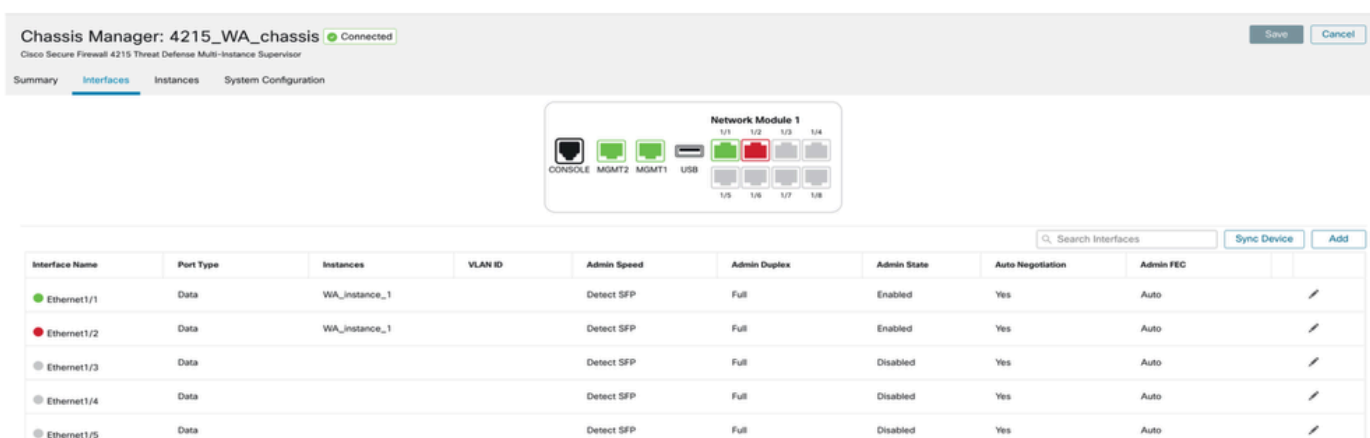 Chassis Manager: 4215_WA_chassis Connected
Save Cancel
Cisco Secure Firewall 4215 Threat Defense Multi-Instance Supervisor
Summary Interfaces Instances System Configuration
Network Module 1
1/1 1/2 1/3 1/4
CONSOLE MGMT2 MGMT1 USB
1/5 1/6 1/7 1/8
Search Interfaces Sync Device Add
Interface Name Port Type Instances VLAN ID Admin Speed Admin Duplex Admin State Auto Negotiation Admin FEC
Ethernet1/1 Data WA_instance_1 Detect SFP Full Enabled Yes Auto
Ethernet1/2 Data WA_instance_1 Detect SFP Full Enabled Yes Auto
Ethernet1/3 Data Detect SFP Full Disabled Yes Auto
Ethernet1/4 Data Detect SFP Full Disabled Yes Auto
Ethernet1/5 Data Detect SFP Full Disabled Yes Auto